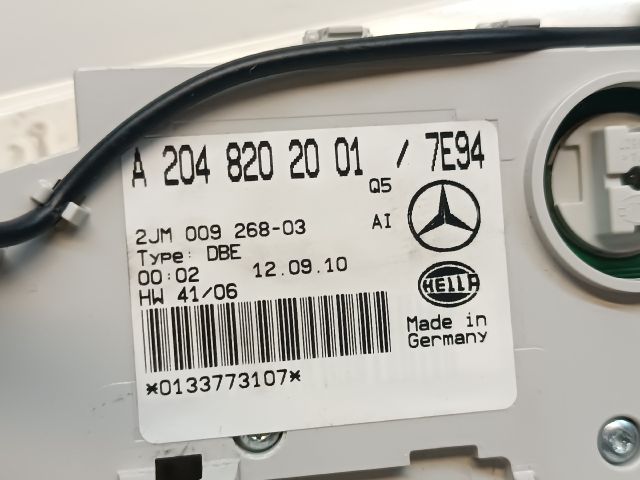 A 204 820 20 01 / 7E94
Q5
2JM 009 268-03
AI
Type: DBE
00:02 12.09.10
HW 41/06
HELLA
Made in
Germany
*0133773107*